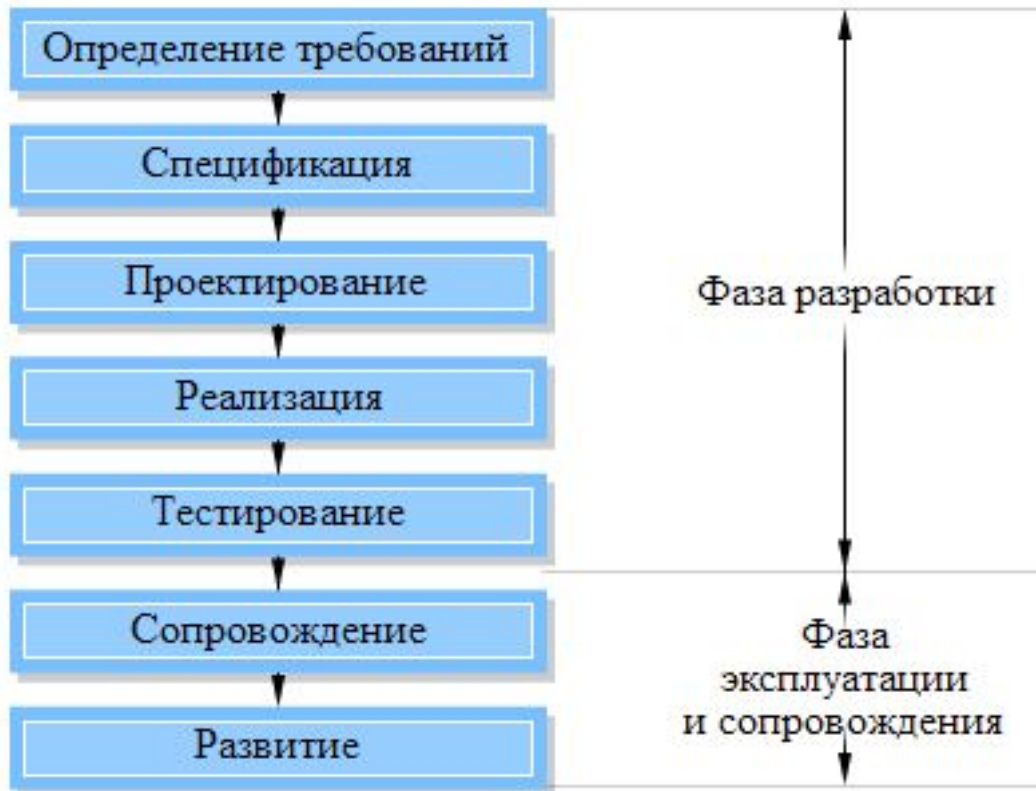 Определение требований
Спецификация
Проектирование
Реализация
Тестирование
Сопровождение
Развитие
Фаза разработки
Фаза
эксплуатации
и сопровождения